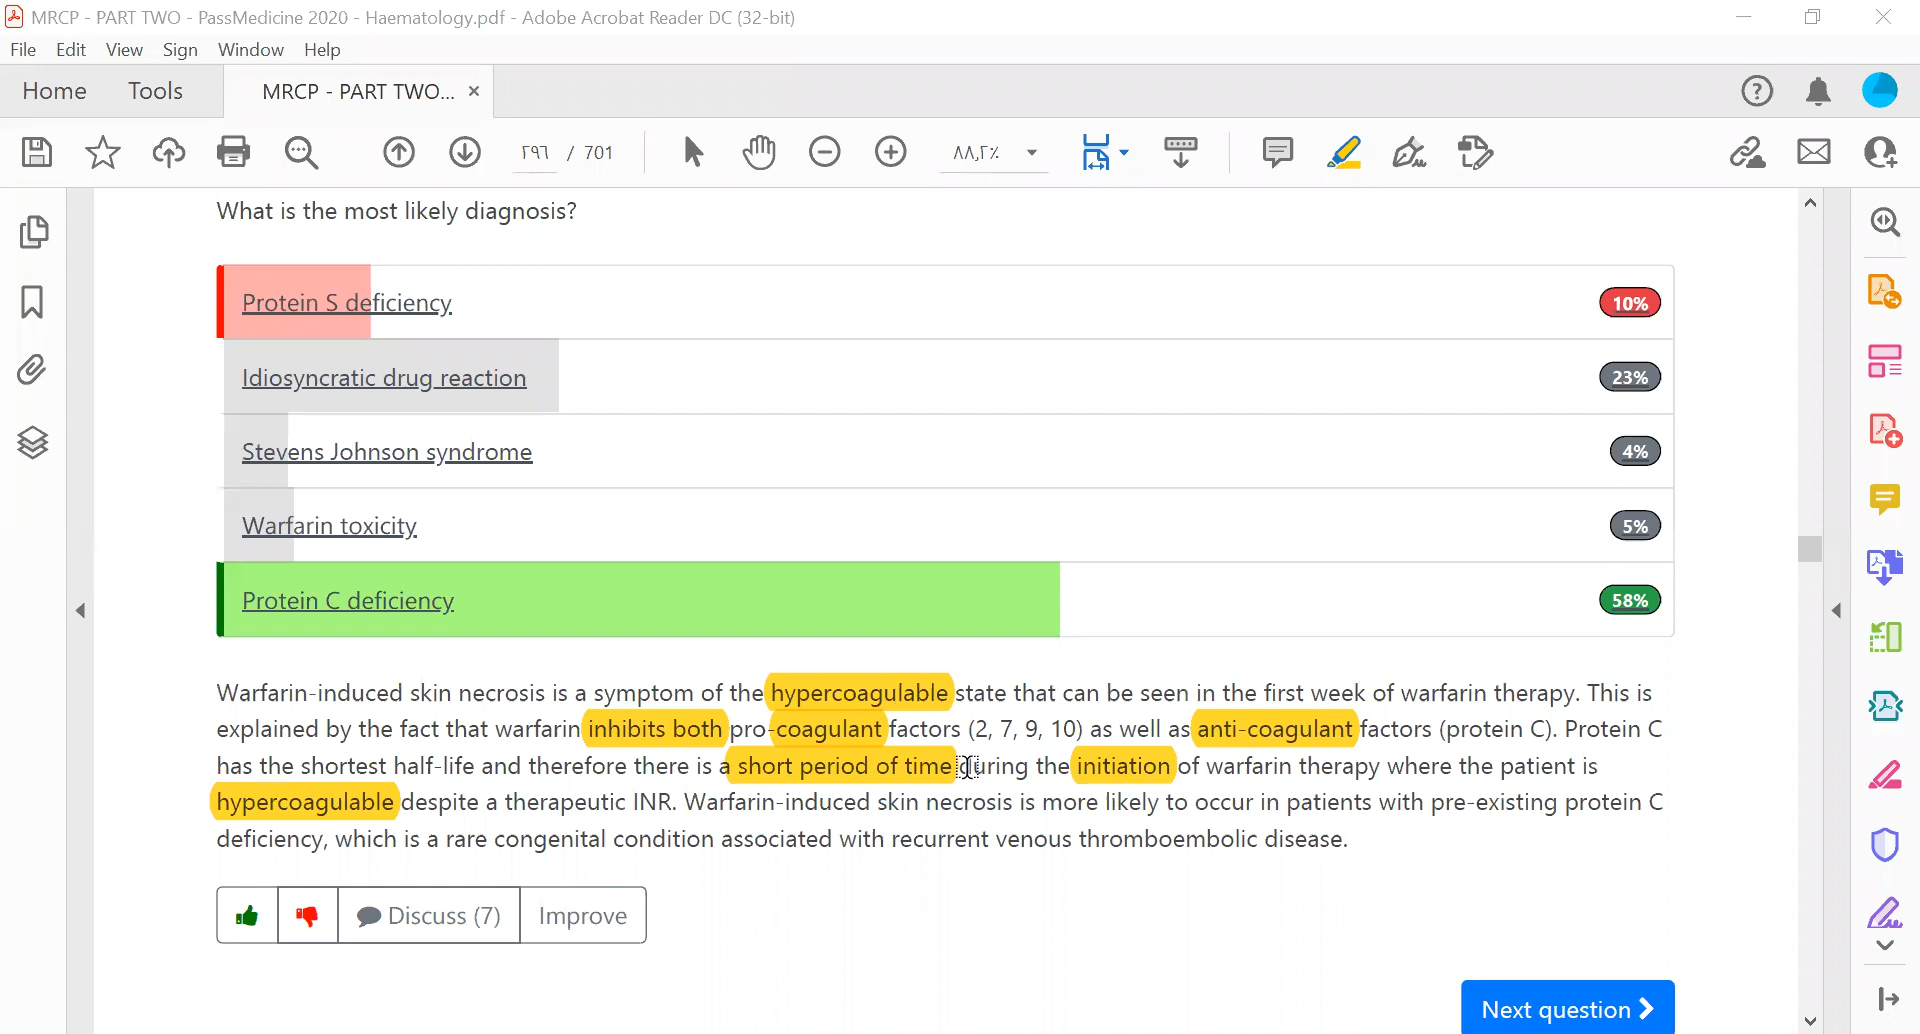 MRCP - PART TWO - PassMedicine 2020 - Haematology.pdf - Adobe Acrobat Reader DC (32-bit)
File Edit View Sign Window Help
Home Tools MRCP - PART TWO... ×
٢٩٦ / 701 ٨٨,٢٪
What is the most likely diagnosis?
Protein S deficiency 10%
Idiosyncratic drug reaction 23%
Stevens Johnson syndrome 4%
Warfarin toxicity 5%
Protein C deficiency 58%
Warfarin-induced skin necrosis is a symptom of the hypercoagulable state that can be seen in the first week of warfarin therapy. This is
explained by the fact that warfarin inhibits both pro-coagulant factors (2, 7, 9, 10) as well as anti-coagulant factors (protein C). Protein C
has the shortest half-life and therefore there is a short period of time during the initiation of warfarin therapy where the patient is
hypercoagulable despite a therapeutic INR. Warfarin-induced skin necrosis is more likely to occur in patients with pre-existing protein C
deficiency, which is a rare congenital condition associated with recurrent venous thromboembolic disease.
Discuss (7) Improve
Next question